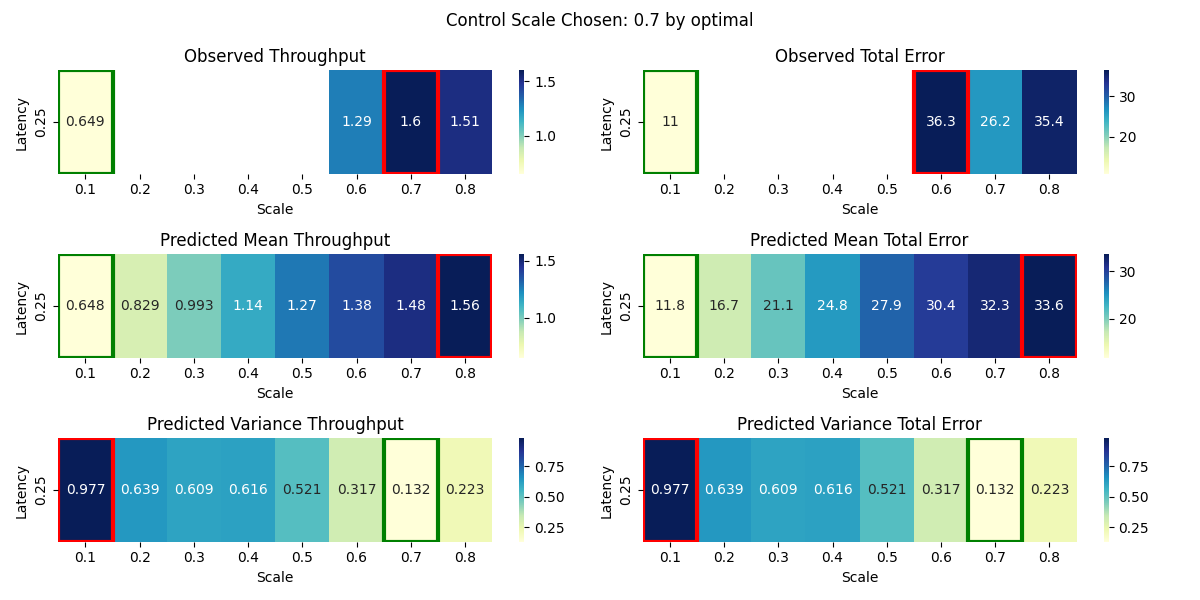 Control Scale Chosen: 0.7 by optimal
Observed Throughput
Latency
0.25
0.649
1.29
1.6
1.51
0.1 0.2 0.3 0.4 0.5 0.6 0.7 0.8
Scale
1.5
1.0
Observed Total Error
Latency
0.25
11
36.3
26.2
35.4
0.1 0.2 0.3 0.4 0.5 0.6 0.7 0.8
Scale
30
20
Predicted Mean Throughput
Latency
0.25
0.648 0.829 0.993 1.14 1.27 1.38 1.48 1.56
0.1 0.2 0.3 0.4 0.5 0.6 0.7 0.8
Scale
1.5
1.0
Predicted Mean Total Error
Latency
0.25
11.8 16.7 21.1 24.8 27.9 30.4 32.3 33.6
0.1 0.2 0.3 0.4 0.5 0.6 0.7 0.8
Scale
30
20
Predicted Variance Throughput
Latency
0.25
0.977 0.639 0.609 0.616 0.521 0.317 0.132 0.223
0.1 0.2 0.3 0.4 0.5 0.6 0.7 0.8
Scale
0.75
0.50
0.25
Predicted Variance Total Error
Latency
0.25
0.977 0.639 0.609 0.616 0.521 0.317 0.132 0.223
0.1 0.2 0.3 0.4 0.5 0.6 0.7 0.8
Scale
0.75
0.50
0.25